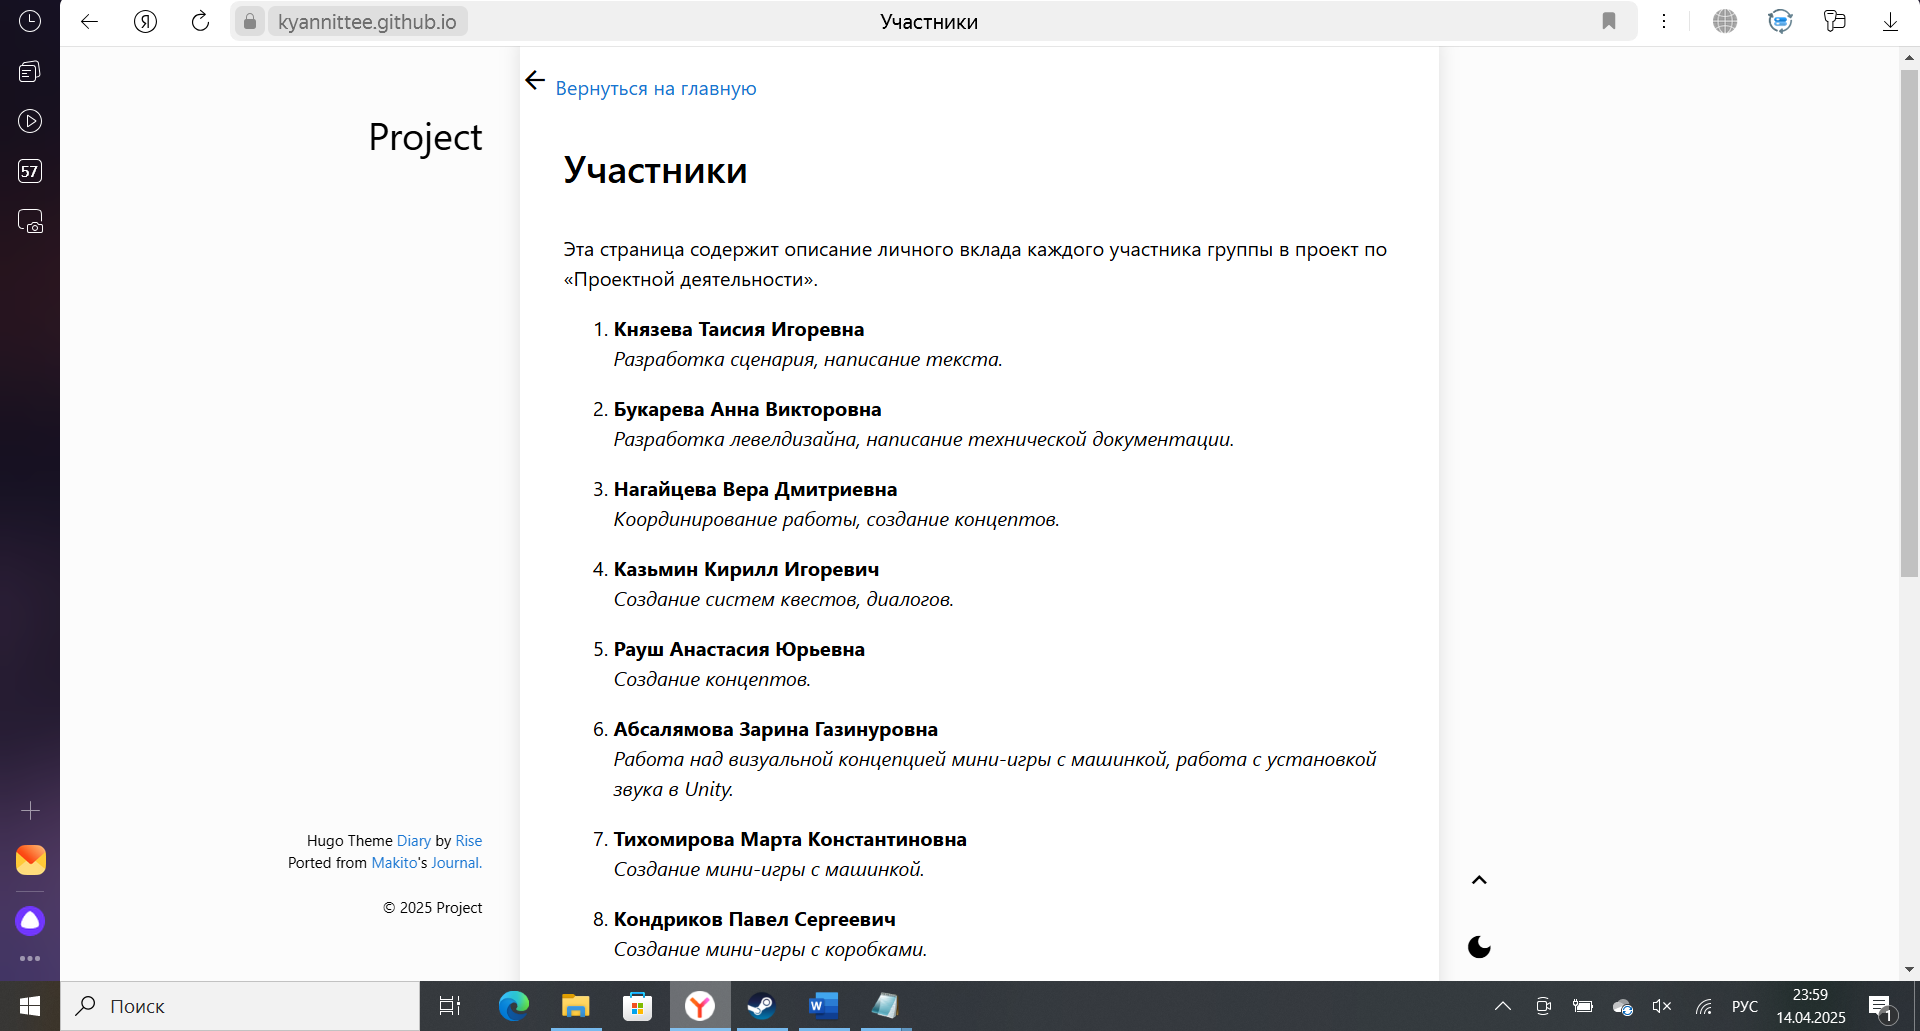 kyannittee.github.io
Участники
57
Вернуться на главную
Project
Участники
Эта страница содержит описание личного вклада каждого участника группы в проект по
«Проектной деятельности».
1. Князева Таисия Игоревна
Разработка сценария, написание текста.
2. Букарева Анна Викторовна
Разработка левелдизайна, написание технической документации.
3. Нагайцева Вера Дмитриевна
Координирование работы, создание концептов.
4. Казьмин Кирилл Игоревич
Создание систем квестов, диалогов.
5. Рауш Анастасия Юрьевна
Создание концептов.
6. Абсалямова Зарина Газинуровна
Работа над визуальной концепцией мини-игры с машинкой, работа с установкой
звука в Unity.
7. Тихомирова Марта Константиновна
Создание мини-игры с машинкой.
8. Кондриков Павел Сергеевич
Создание мини-игры с коробками.
Hugo Theme Diary by Rise
Ported from Makito's Journal.
© 2025 Project
Поиск
РУС
23:59
14.04.2025
1